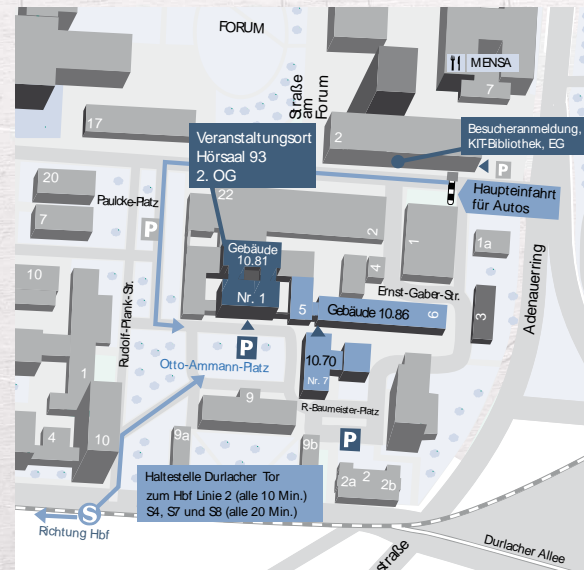 FORUM
Straße
am
Forum
MENSA
7
17
2
Besucheranmeldung,
KIT-Bibliothek, EG
Veranstaltungsort
Hörsaal 93
2. OG
P
Haupteinfahrt
für Autos
20
Paulcke-Platz
7
P
22
2
1
1a
Gebäude
10.81
Nr. 1
4
Ernst-Gaber-Str.
5
Gebäude 10.86
6
3
Adenauerring
10
Rudolf-Plank-Str.
P
Otto-Ammann-Platz
10.70
Nr. 7
1
9
R-Baumeister-Platz
4
10
9a
9b
P
Haltestelle Durlacher Tor
zum Hbf Linie 2 (alle 10 Min.)
S4, S7 und S8 (alle 20 Min.)
2a
2
2b
S
Richtung Hbf
straße
Durlacher Allee